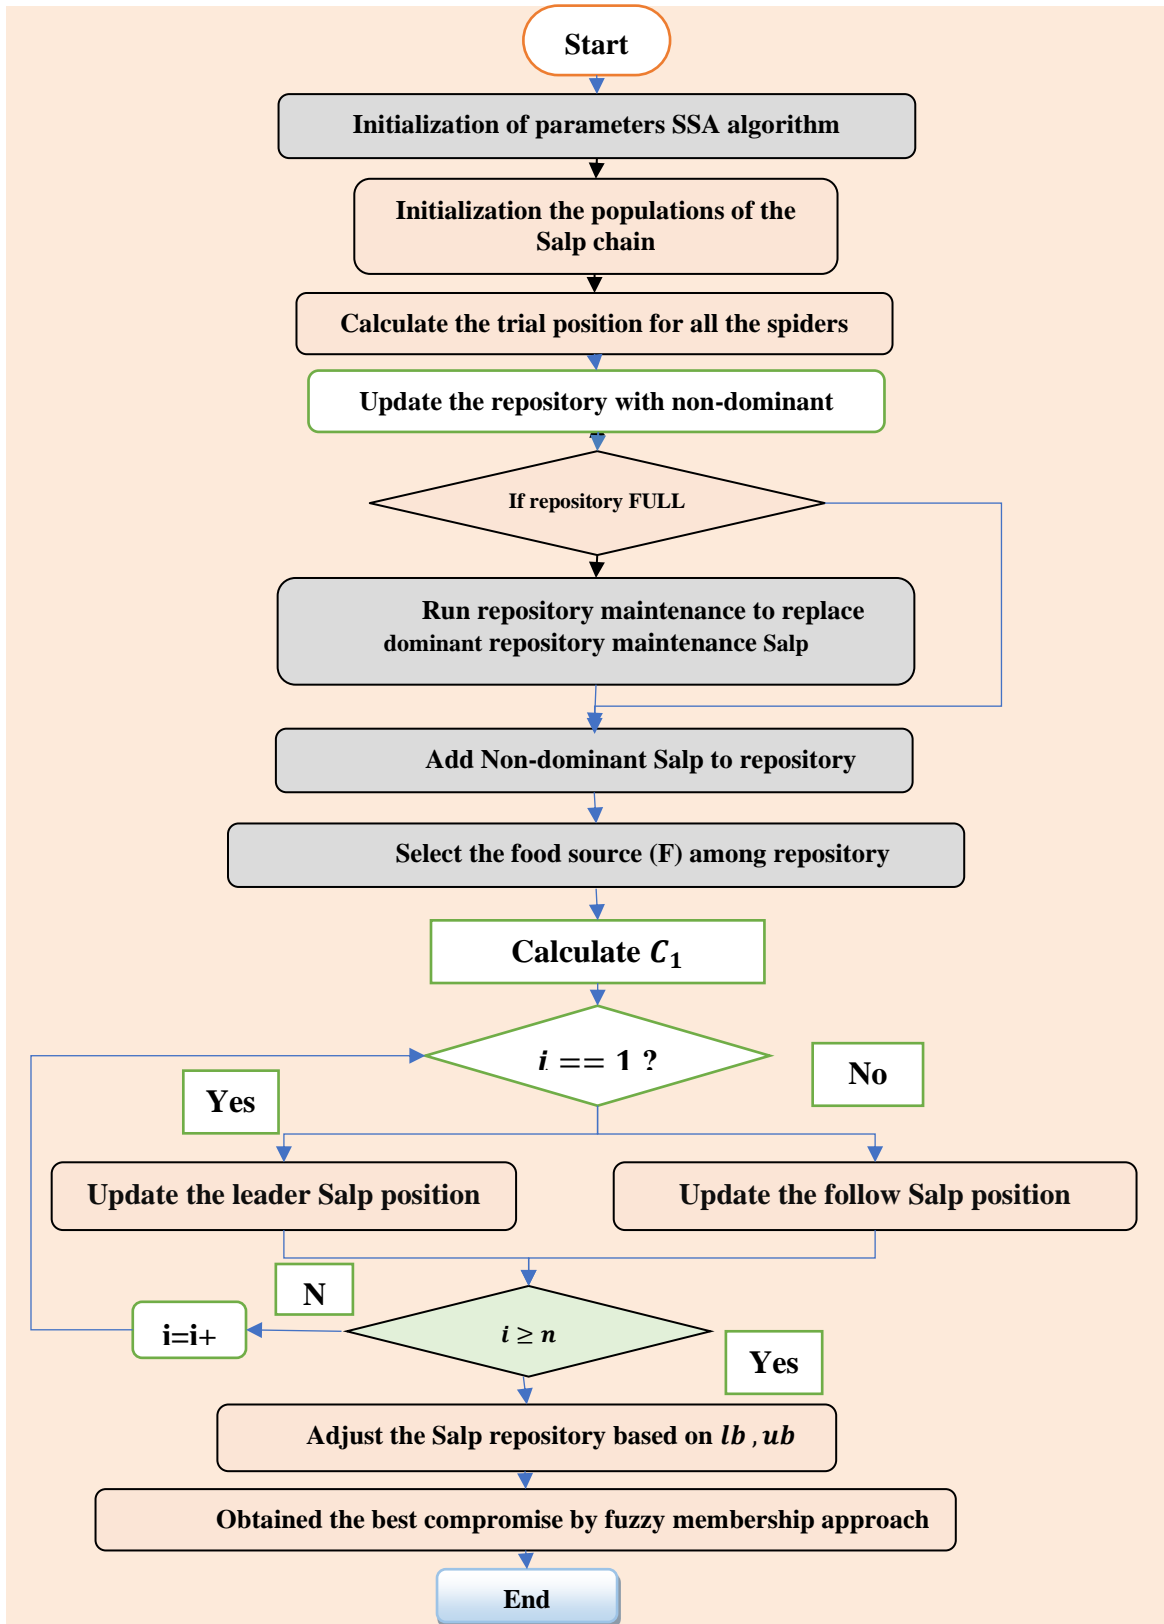 Start
Initialization of parameters SSA algorithm
Initialization the populations of the
Salp chain
Calculate the trial position for all the spiders
Update the repository with non-dominant
If repository FULL
Run repository maintenance to replace
dominant repository maintenance Salp
Add Non-dominant Salp to repository
Select the food source (F) among repository
Calculate C₁
i == 1 ?
No
Yes
Update the leader Salp position
Update the follow Salp position
N
i=i+
i ≥ n
Yes
Adjust the Salp repository based on lb , ub
Obtained the best compromise by fuzzy membership approach
End